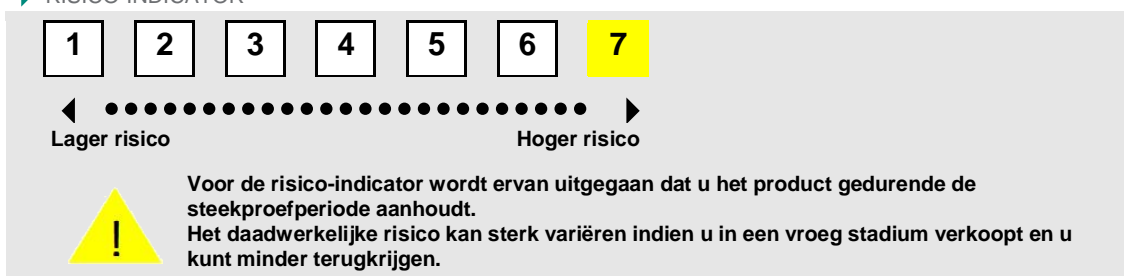 RISICO-INDICATOR
1 2 3 4 5 6 7
Lager risico Hoger risico
Voor de risico-indicator wordt ervan uitgegaan dat u het product gedurende de
steekproefperiode aanhoudt.
!
Het daadwerkelijke risico kan sterk variëren indien u in een vroeg stadium verkoopt en u
kunt minder terugkrijgen.